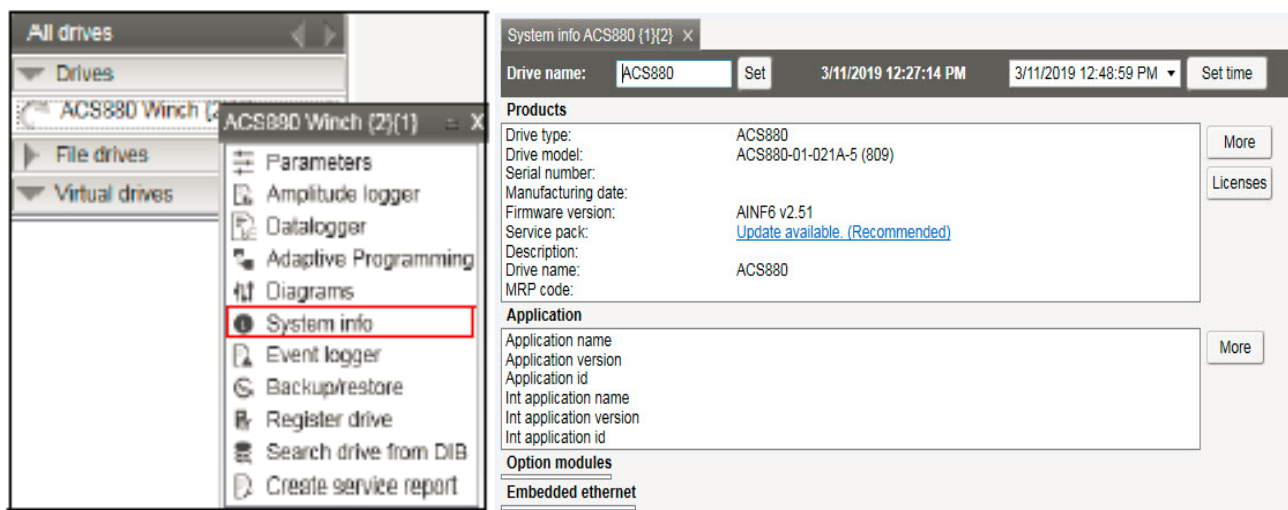 All drives
Drives
ACS880 Winch {2
File drives
Virtual drives
ACS880 Winch {2}{1} X
Parameters
Amplitude logger
Datalogger
Adaptive Programming
Diagrams
System info
Event logger
Backup/restore
Register drive
Search drive from DIB
Create service report
System info ACS880 {1}{2} X
Drive name: ACS880 Set 3/11/2019 12:27:14 PM 3/11/2019 12:48:59 PM Set time
Products
Drive type: ACS880
Drive model: ACS880-01-021A-5 (809)
Serial number:
Manufacturing date:
Firmware version: AINF6 v2.51
Service pack: Update available. (Recommended)
Description:
Drive name: ACS880
MRP code:
More
Licenses
Application
Application name
Application version
Application id
Int application name
Int application version
Int application id
More
Option modules
Embedded ethernet